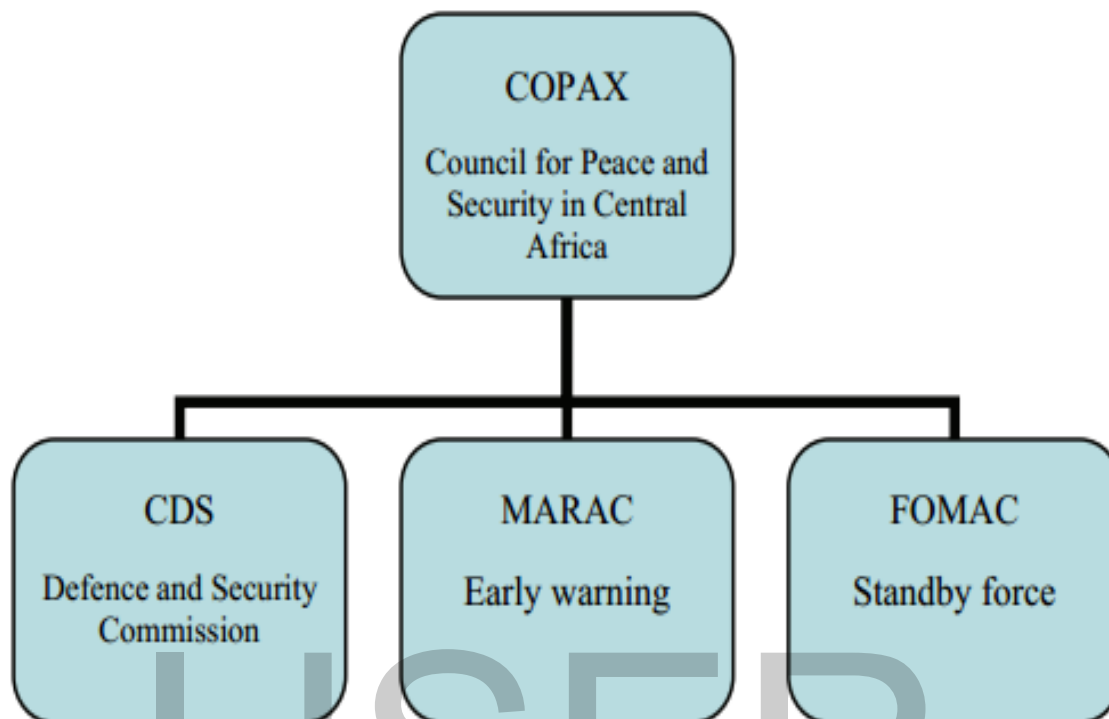 COPAX
Council for Peace and
Security in Central
Africa
CDS
Defence and Security
Commission
MARAC
Early warning
FOMAC
Standby force